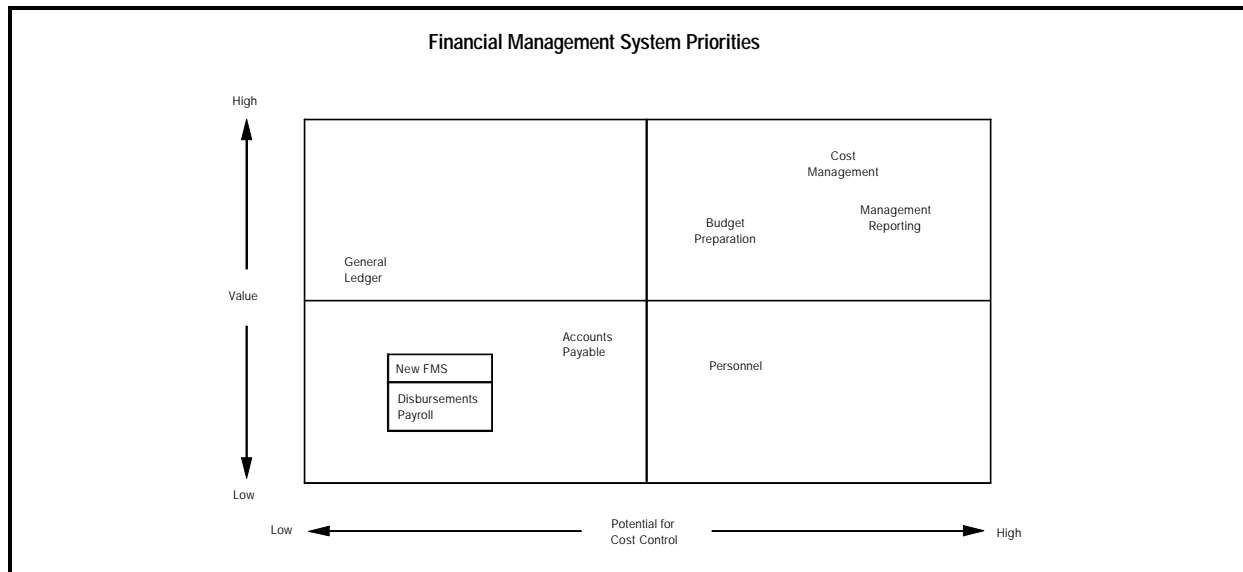 Financial Management System Priorities
High
Cost
Management
Management
Reporting
Budget
Preparation
General
Ledger
Value
Accounts
Payable
New FMS
Personnel
Disbursements
Payroll
Low
Low
Potential for
Cost Control
High